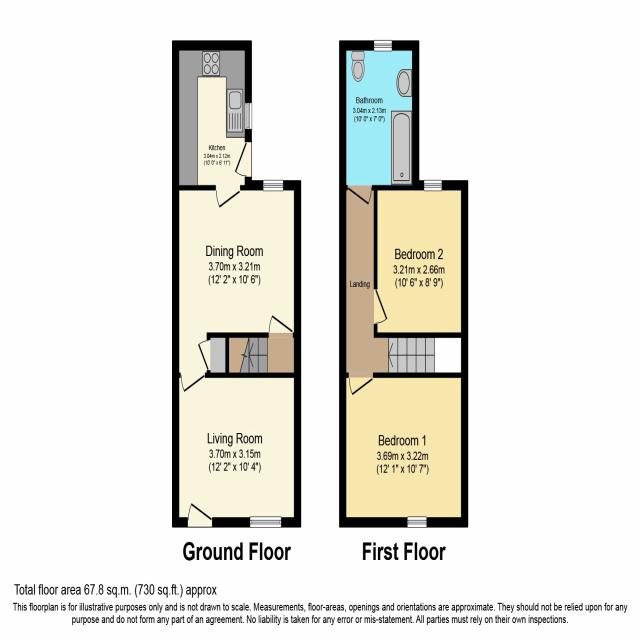 Kitchen
3.04m x 2.12m
(10' 0" x 6' 11")
Dining Room
3.70m x 3.21m
(12' 2" x 10' 6")
Living Room
3.70m x 3.15m
(12' 2" x 10' 4")
Ground Floor
Bathroom
3.04m x 2.13m
(10' 0" x 7' 0")
Bedroom 2
3.21m x 2.66m
(10' 6" x 8' 9")
Landing
Bedroom 1
3.69m x 3.22m
(12' 1" x 10' 7")
First Floor
Total floor area 67.8 sq.m. (730 sq.ft.) approx
This floorplan is for illustrative purposes only and is not drawn to scale. Measurements, floor-areas, openings and orientations are approximate. They should not be relied upon for any
purpose and do not form any part of an agreement. No liability is taken for any error or mis-statement. All parties must rely on their own inspections.